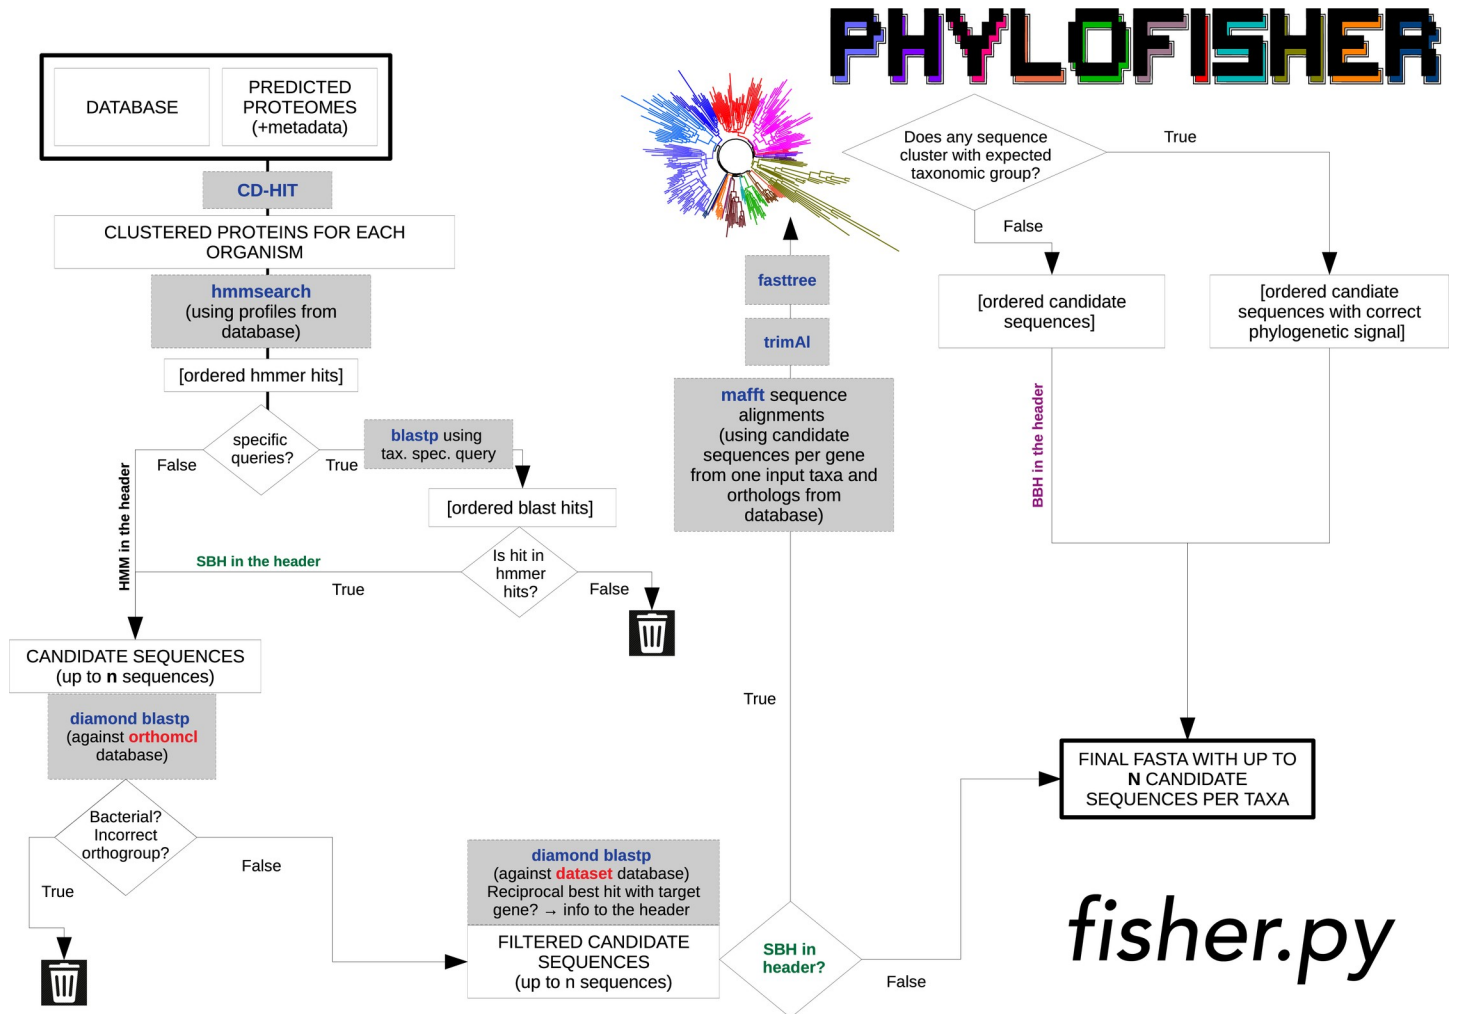 PHYLOFISHER
DATABASE
PREDICTED
PROTEOMES
(+metadata)
CD-HIT
CLUSTERED PROTEINS FOR EACH
ORGANISM
hmmsearch
(using profiles from
database)
[ordered hmmer hits]
specific
queries?
False
True
blastp using
tax. spec. query
[ordered blast hits]
HMM in the header
SBH in the header
Is hit in
hmmer
hits?
True
False
CANDIDATE SEQUENCES
(up to n sequences)
diamond blastp
(against orthomcl
database)
Bacterial?
Incorrect
orthogroup?
True
False
diamond blastp
(against dataset database)
Reciprocal best hit with target
gene? → info to the header
FILTERED CANDIDATE
SEQUENCES
(up to n sequences)
SBH in
header?
True
False
mafft sequence
alignments
(using candidate
sequences per gene
from one input taxa and
orthologs from
database)
trimAl
fasttree
Does any sequence
cluster with expected
taxonomic group?
True
False
[ordered candidate
sequences]
[ordered candiate
sequences with correct
phylogenetic signal]
BBH in the header
FINAL FASTA WITH UP TO
N CANDIDATE
SEQUENCES PER TAXA
fisher.py